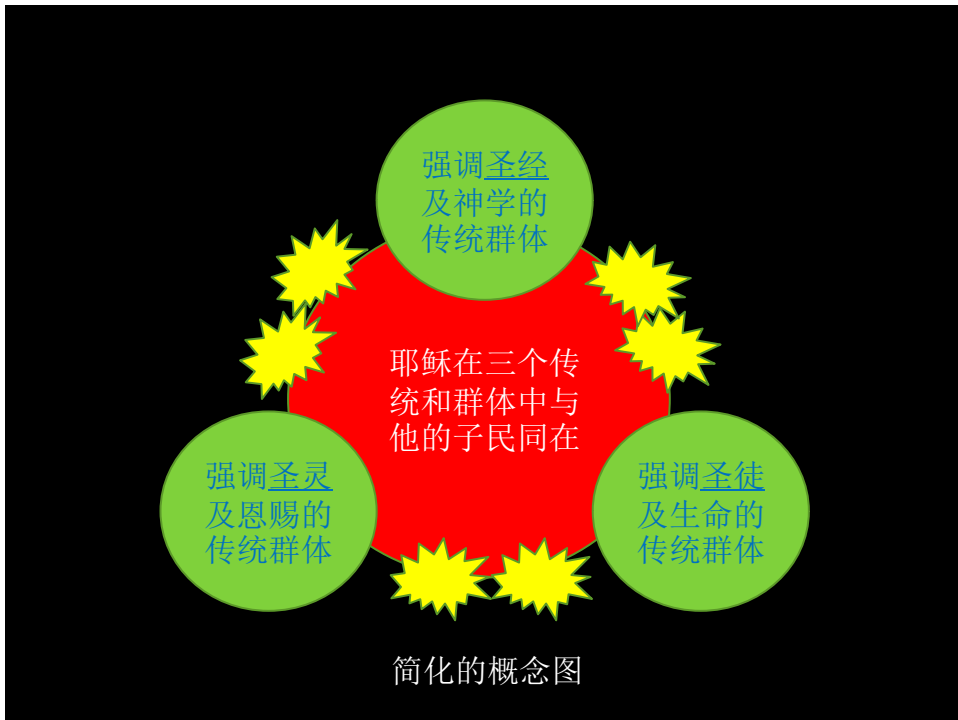 强调圣经
及神学的
传统群体
耶稣在三个传
统和群体中与
他的子民同在
强调圣灵
及恩赐的
传统群体
强调圣徒
及生命的
传统群体
简化的概念图